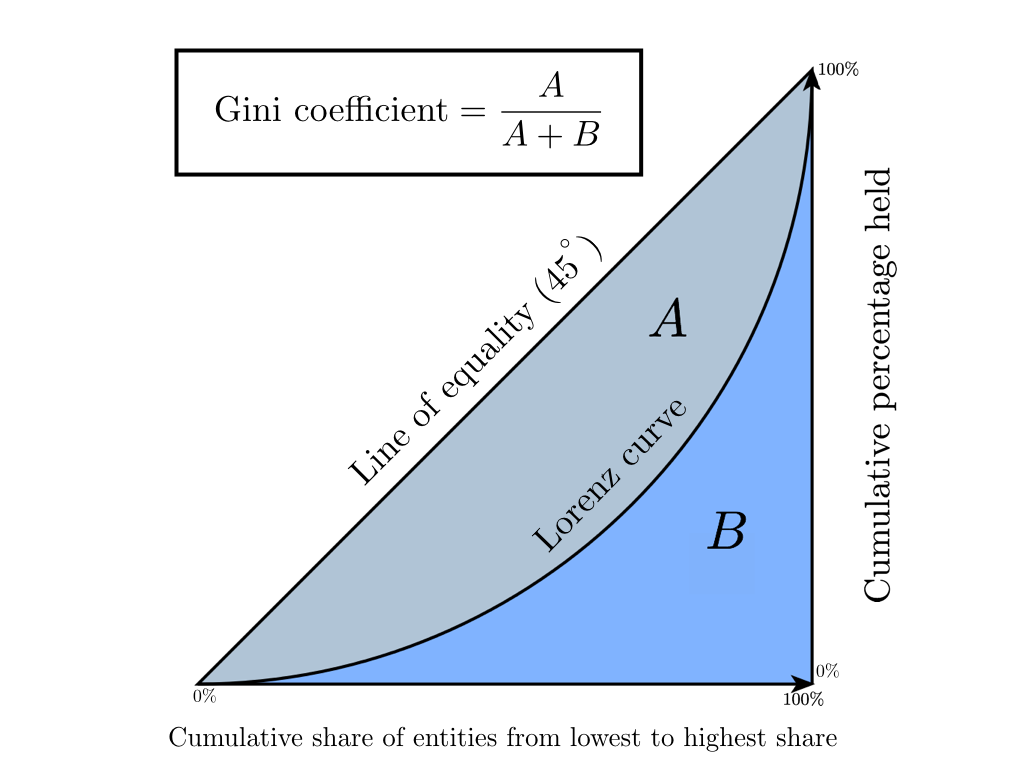 Gini coefficient = A / A + B
100%
Line of equality (45°)
A
Cumulative percentage held
Lorenz curve
B
0%
0%
100%
Cumulative share of entities from lowest to highest share